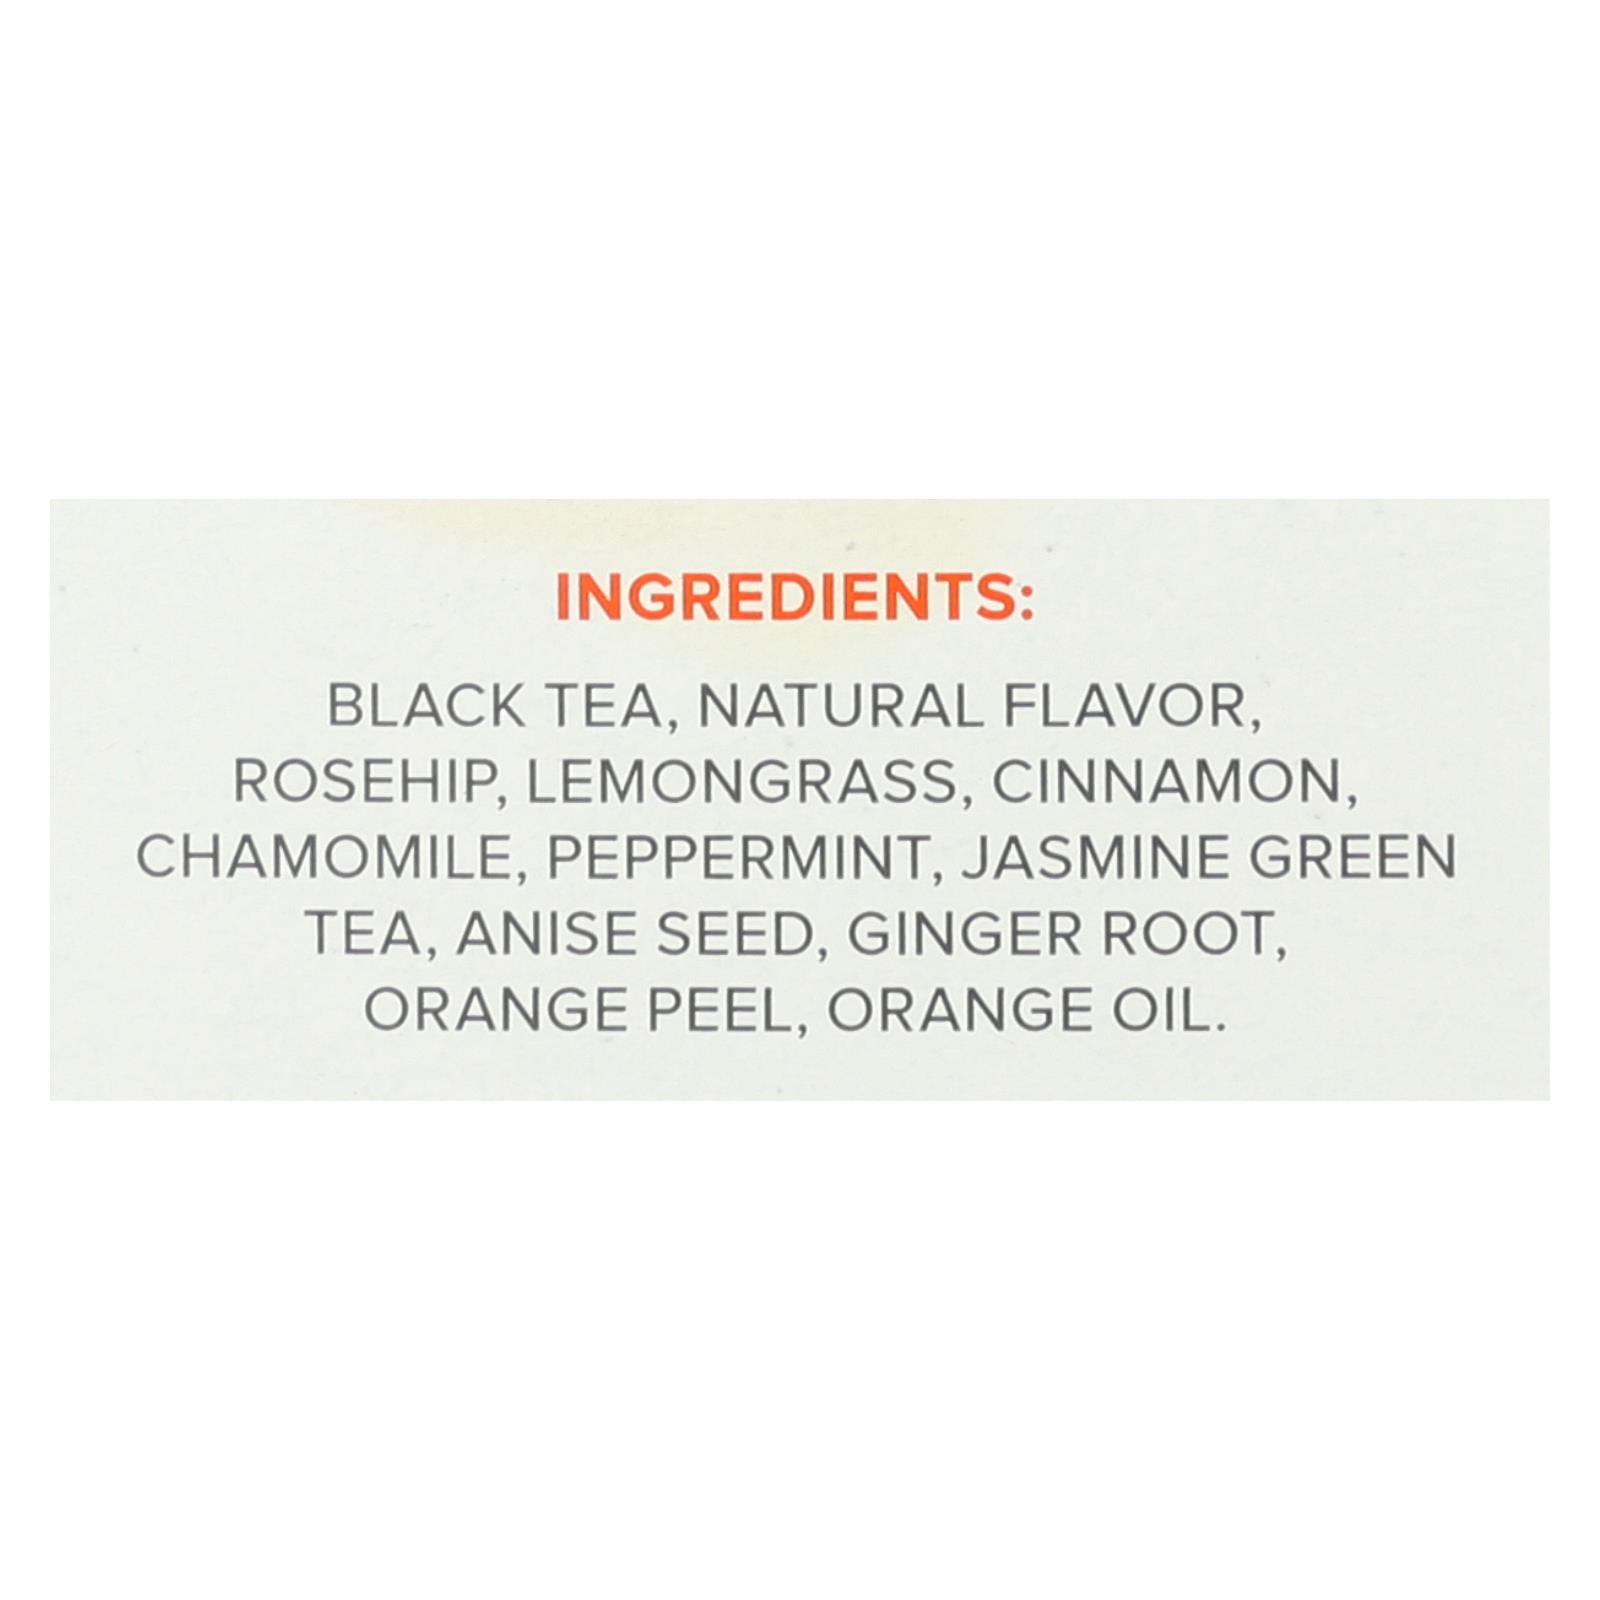 INGREDIENTS:
BLACK TEA, NATURAL FLAVOR,
ROSEHIP, LEMONGRASS, CINNAMON,
CHAMOMILE, PEPPERMINT, JASMINE GREEN
TEA, ANISE SEED, GINGER ROOT,
ORANGE PEEL, ORANGE OIL.